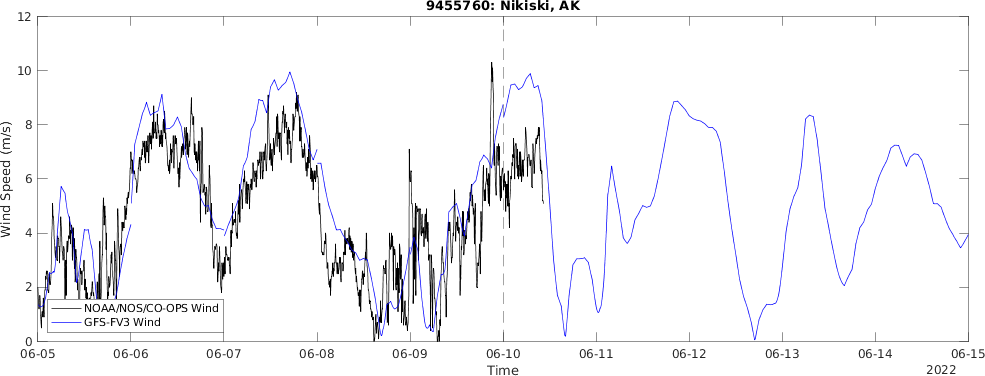 9455760: Nikiski, AK
Wind Speed (m/s)
12
10
8
6
4
2
0
NOAA/NOS/CO-OPS Wind
GFS-FV3 Wind
06-05 06-06 06-07 06-08 06-09 06-10 06-11 06-12 06-13 06-14 06-15
Time
2022